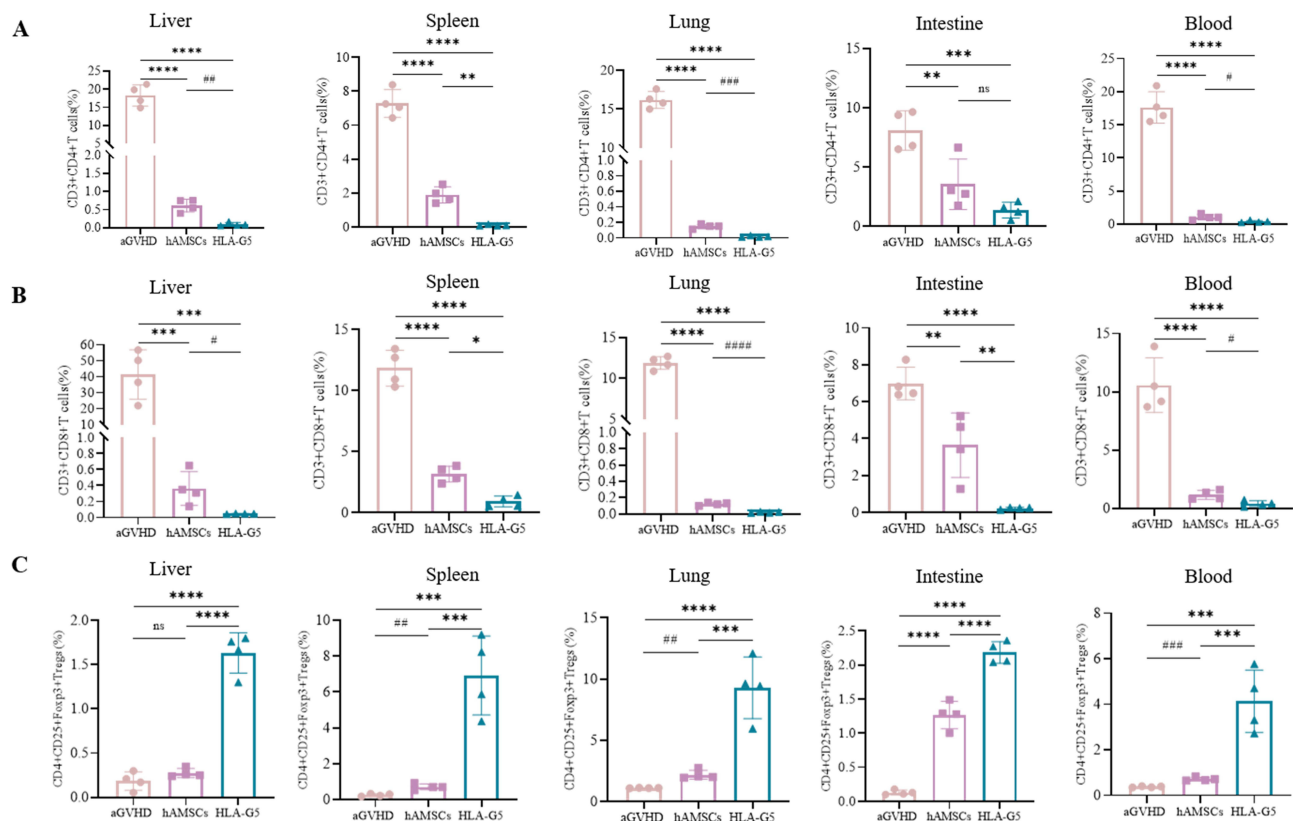 A
Liver
CD3+CD4+T cells(%)
****
**** ##
25
20
15
10
5
2.0
1.5
1.0
0.5
0.0
aGVHD hAMSCs HLA-G5
Spleen
CD3+CD4+T cells(%)
****
**** **
10
8
6
4
2
0
aGVHD hAMSCs HLA-G5
Lung
CD3+CD4+T cells(%)
****
**** ###
20
15
10
1.0
0.8
0.6
0.4
0.2
0.0
aGVHD hAMSCs HLA-G5
Intestine
CD3+CD4+T cells(%)
***
** ns
15
10
5
0
aGVHD hAMSCs HLA-G5
Blood
CD3+CD4+T cells(%)
****
**** #
25
20
15
10
5
0
aGVHD hAMSCs HLA-G5
B
Liver
CD3+CD8+T cells(%)
***
*** #
60
50
40
30
20
10
1.0
0.8
0.6
0.4
0.2
0.0
aGVHD hAMSCs HLA-G5
Spleen
CD3+CD8+T cells(%)
****
**** *
15
10
5
0
aGVHD hAMSCs HLA-G5
Lung
CD3+CD8+T cells(%)
****
**** ####
15
12
9
6
3
1.0
0.8
0.6
0.4
0.2
0.0
aGVHD hAMSCs HLA-G5
Intestine
CD3+CD8+T cells(%)
****
** **
10
8
6
4
2
0
aGVHD hAMSCs HLA-G5
Blood
CD3+CD8+T cells(%)
****
**** #
15
10
5
0
aGVHD hAMSCs HLA-G5
C
Liver
CD4+CD25+Foxp3+Tregs (%)
****
ns ****
2.0
1.5
1.0
0.5
0.0
aGVHD hAMSCs HLA-G5
Spleen
CD4+CD25+Foxp3+Tregs (%)
***
## ***
10
8
6
4
2
0
aGVHD hAMSCs HLA-G5
Lung
CD4+CD25+Foxp3+Tregs (%)
****
## ***
15
10
5
0
aGVHD hAMSCs HLA-G5
Intestine
CD4+CD25+Foxp3+Tregs (%)
****
**** ****
2.5
2.0
1.5
1.0
0.5
0.0
aGVHD hAMSCs HLA-G5
Blood
CD4+CD25+Foxp3+Tregs (%)
***
### ***
8
6
4
2
0
aGVHD hAMSCs HLA-G5